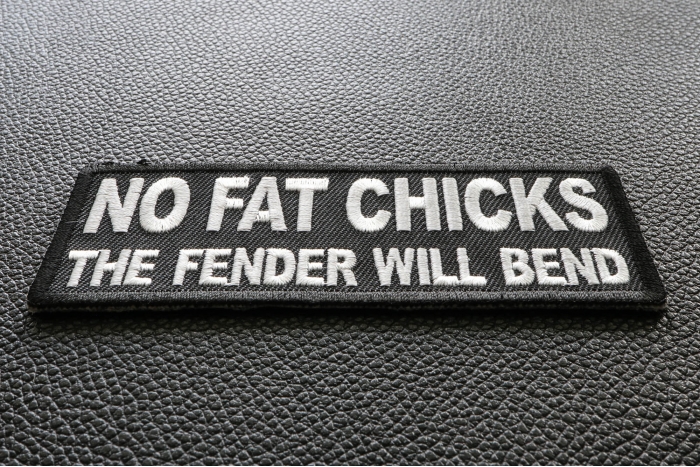 NO FAT CHICKS
THE FENDER WILL BEND